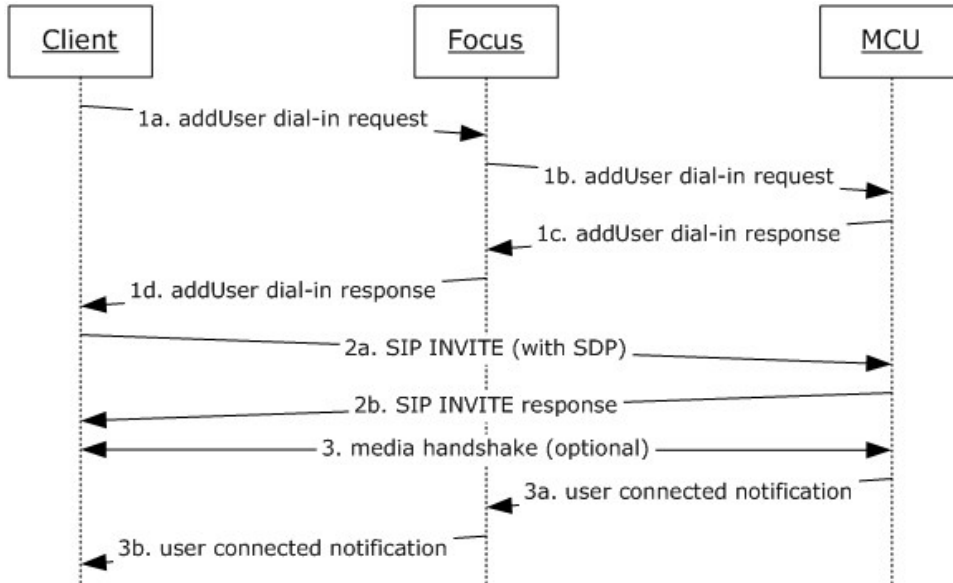 Client
Focus
MCU
1a. addUser dial-in request
1b. addUser dial-in request
1c. addUser dial-in response
1d. addUser dial-in response
2a. SIP INVITE (with SDP)
2b. SIP INVITE response
3. media handshake (optional)
3a. user connected notification
3b. user connected notification